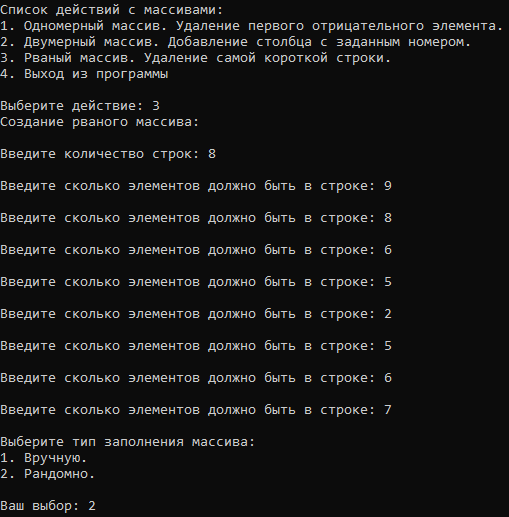 Список действий с массивами:
1. Одномерный массив. Удаление первого отрицательного элемента.
2. Двумерный массив. Добавление столбца с заданным номером.
3. Рваный массив. Удаление самой короткой строки.
4. Выход из программы
Выберите действие: 3
Создание рваного массива:
Введите количество строк: 8
Введите сколько элементов должно быть в строке: 9
Введите сколько элементов должно быть в строке: 8
Введите сколько элементов должно быть в строке: 6
Введите сколько элементов должно быть в строке: 5
Введите сколько элементов должно быть в строке: 2
Введите сколько элементов должно быть в строке: 5
Введите сколько элементов должно быть в строке: 6
Введите сколько элементов должно быть в строке: 7
Выберите тип заполнения массива:
1. Вручную.
2. Рандомно.
Ваш выбор: 2